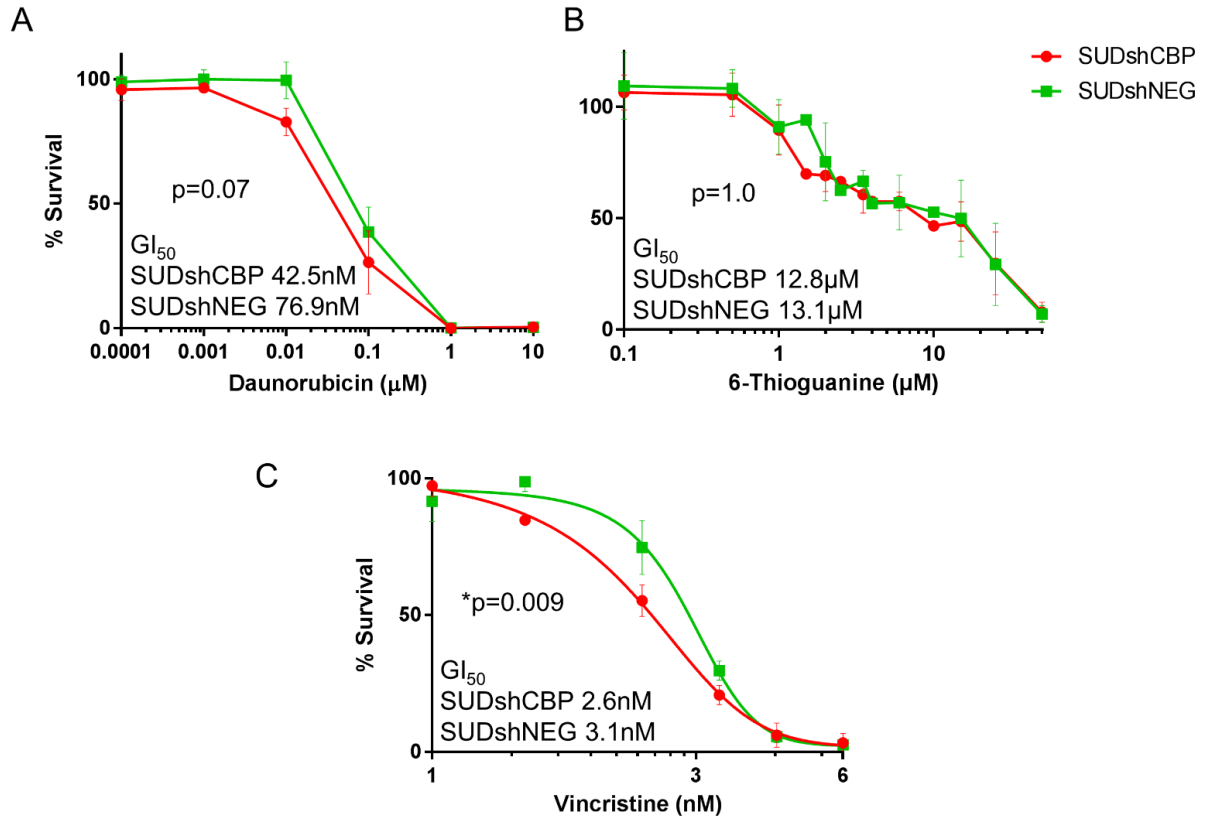 A
100
50
0
% Survival
p=0.07
GI50
SUDshCBP 42.5nM
SUDshNEG 76.9nM
0.0001 0.001 0.01 0.1 1 10
Daunorubicin (μM)
B
100
50
0
p=1.0
GI50
SUDshCBP 12.8µM
SUDshNEG 13.1µM
0.1 1 10
6-Thioguanine (µM)
SUDshCBP
SUDshNEG
C
100
50
0
% Survival
*p=0.009
GI50
SUDshCBP 2.6nM
SUDshNEG 3.1nM
1 3 6
Vincristine (nM)